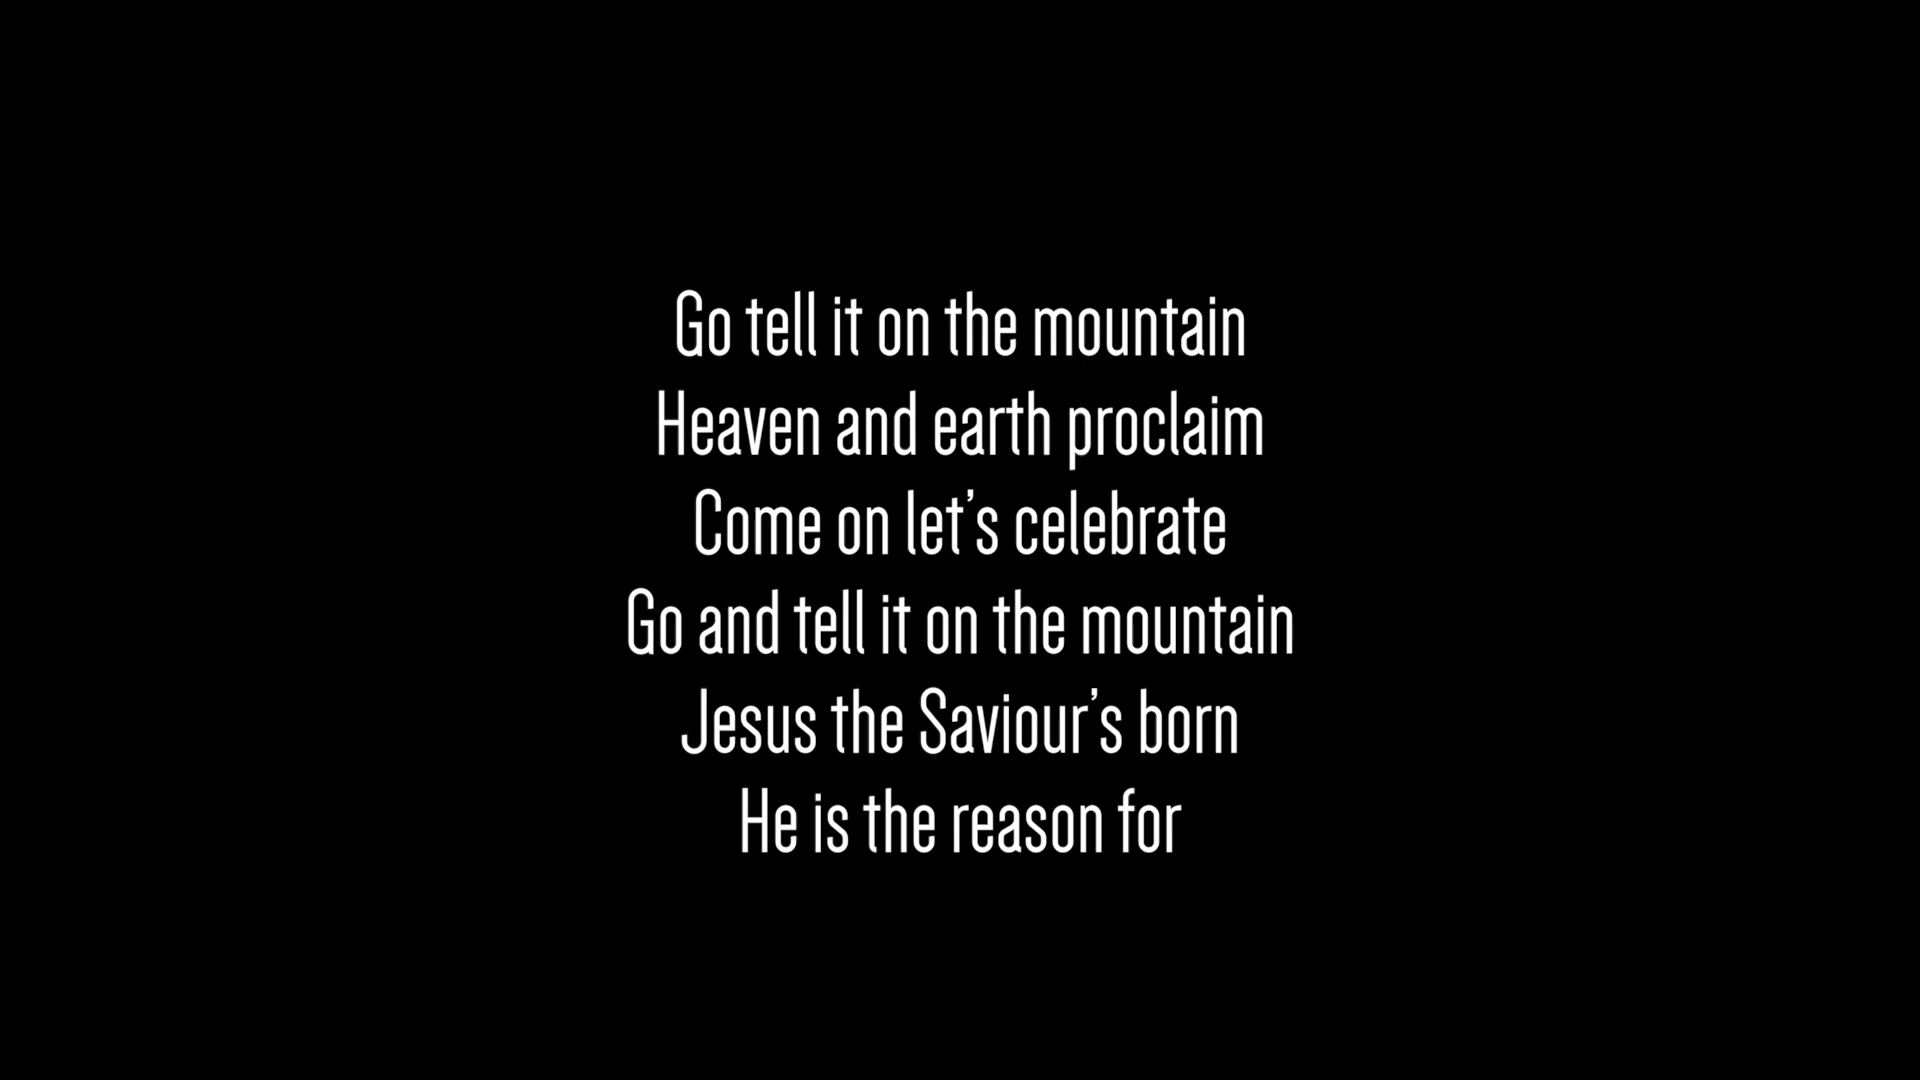 Go tell it on the mountain
Heaven and earth proclaim
Come on let’s celebrate
Go and tell it on the mountain
Jesus the Saviour’s born
He is the reason for